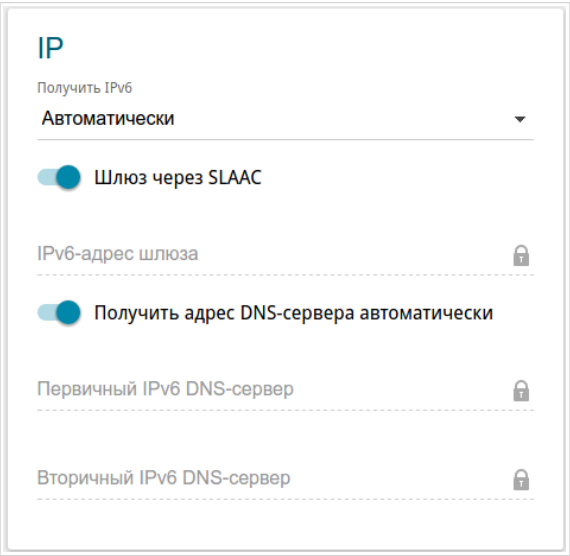 IP
Получить IPv6
Автоматически
Шлюз через SLAAC
IPv6-адрес шлюза
Получить адрес DNS-сервера автоматически
Первичный IPv6 DNS-сервер
Вторичный IPv6 DNS-сервер